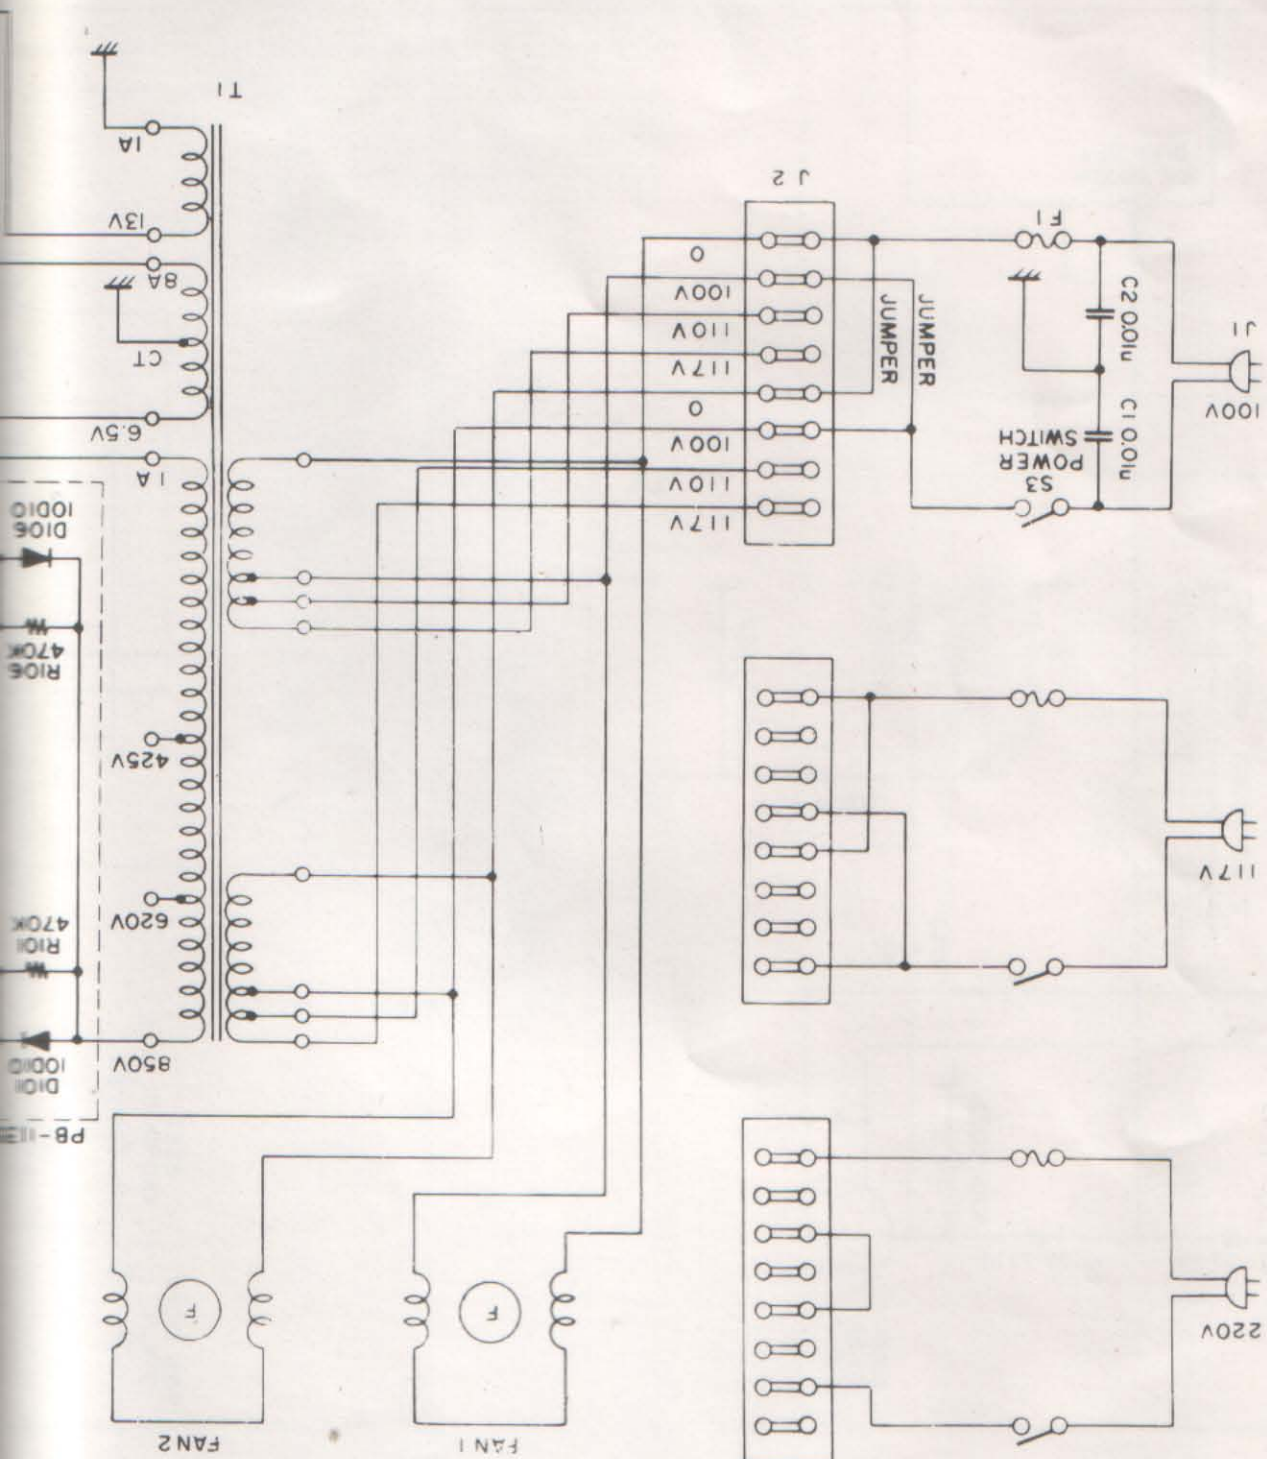 T1
1A
13V
8A
CT
6.5V
1A
D106
10D10
R106
470K
425V
620V
R101
470K
850V
D101
10D10
FAN 2
FAN 1
F
F
J2
0
100V
110V
117V
0
100V
110V
117V
JUMPER
JUMPER
F1
C2 0.01u
C1 0.01u
S3
POWER
SWITCH
J1
100V
117V
220V